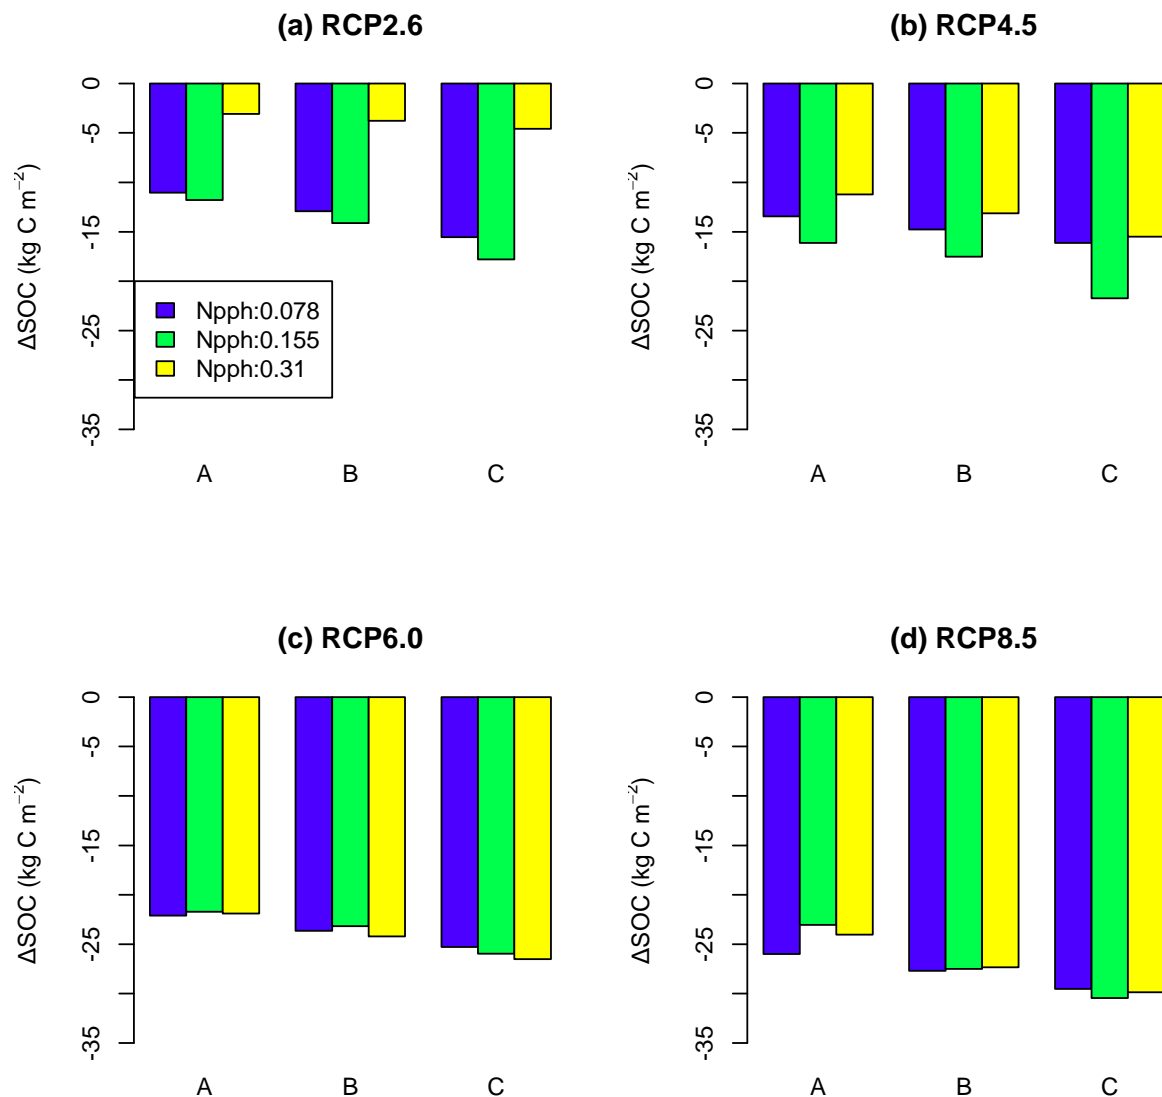 (a) RCP2.6
ΔSOC (kg C m⁻²)
0
-5
-15
-25
-35
Npph:0.078
Npph:0.155
Npph:0.31
A B C
(b) RCP4.5
ΔSOC (kg C m⁻²)
0
-5
-15
-25
-35
A B C
(c) RCP6.0
ΔSOC (kg C m⁻²)
0
-5
-15
-25
-35
A B C
(d) RCP8.5
ΔSOC (kg C m⁻²)
0
-5
-15
-25
-35
A B C